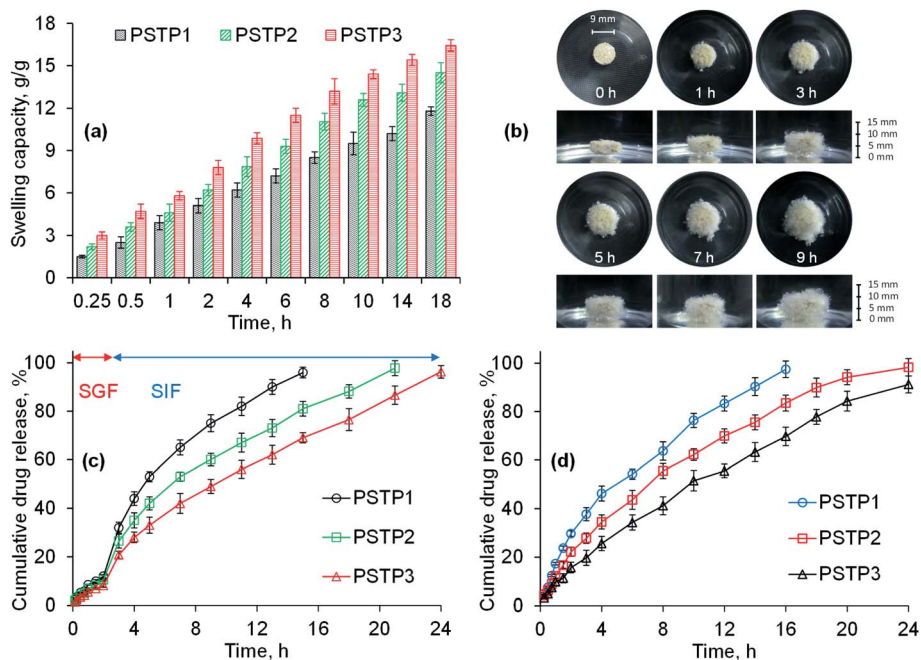 18
15
12
9
6
3
0
Swelling capacity, g/g
PSTP1 PSTP2 PSTP3
(a)
0.25 0.5 1 2 4 6 8 10 14 18
Time, h
9 mm
0 h 1 h 3 h
(b)
15 mm
10 mm
5 mm
0 mm
5 h 7 h 9 h
15 mm
10 mm
5 mm
0 mm
100
80
60
40
20
0
Cumulative drug release, %
SGF SIF
(c)
PSTP1
PSTP2
PSTP3
0 4 8 12 16 20 24
Time, h
100
80
60
40
20
0
Cumulative drug release, %
(d)
PSTP1
PSTP2
PSTP3
0 4 8 12 16 20 24
Time, h